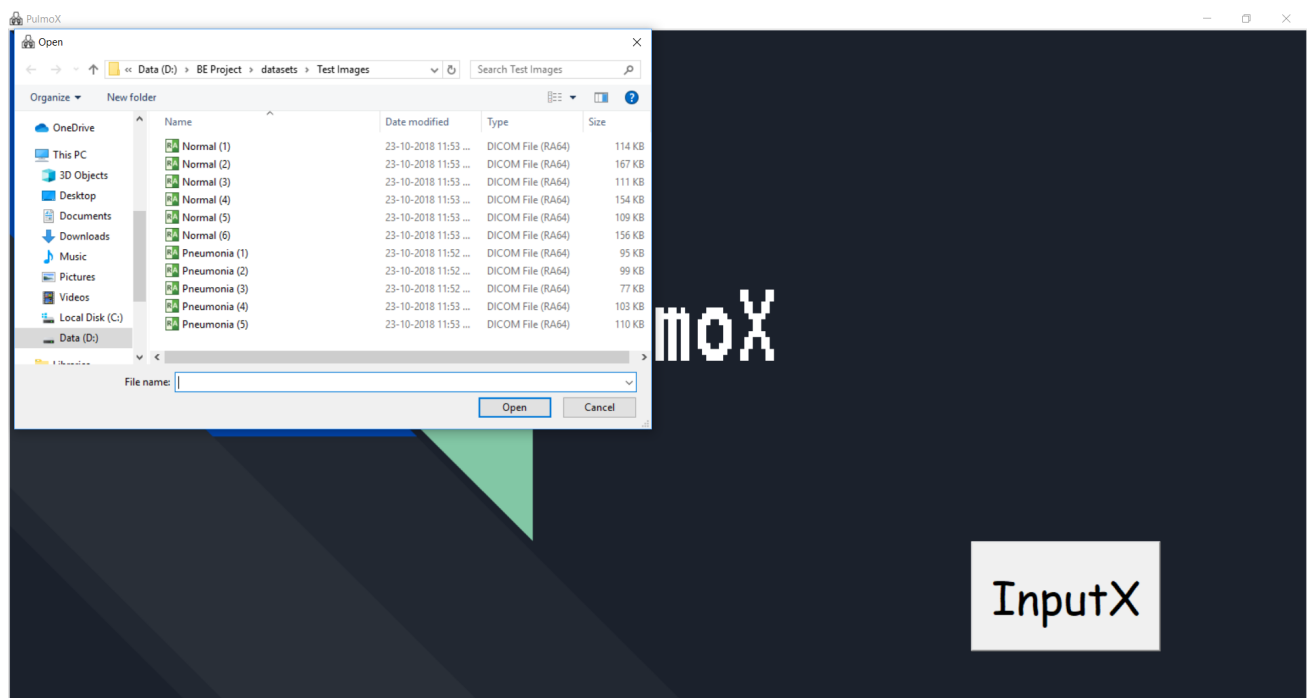 PulmoX
Open
« Data (D:) › BE Project › datasets › Test Images
Search Test Images
Organize
New folder
?
Name Date modified Type Size
OneDrive
This PC
3D Objects
Desktop
Documents
Downloads
Music
Pictures
Videos
Local Disk (C:)
Data (D:)
Libraries
Normal (1) 23-10-2018 11:53 ... DICOM File (RA64) 114 KB
Normal (2) 23-10-2018 11:53 ... DICOM File (RA64) 167 KB
Normal (3) 23-10-2018 11:53 ... DICOM File (RA64) 111 KB
Normal (4) 23-10-2018 11:53 ... DICOM File (RA64) 154 KB
Normal (5) 23-10-2018 11:53 ... DICOM File (RA64) 109 KB
Normal (6) 23-10-2018 11:53 ... DICOM File (RA64) 156 KB
Pneumonia (1) 23-10-2018 11:52 ... DICOM File (RA64) 95 KB
Pneumonia (2) 23-10-2018 11:52 ... DICOM File (RA64) 99 KB
Pneumonia (3) 23-10-2018 11:52 ... DICOM File (RA64) 77 KB
Pneumonia (4) 23-10-2018 11:53 ... DICOM File (RA64) 103 KB
Pneumonia (5) 23-10-2018 11:53 ... DICOM File (RA64) 110 KB
File name:
Open
Cancel
moX
InputX